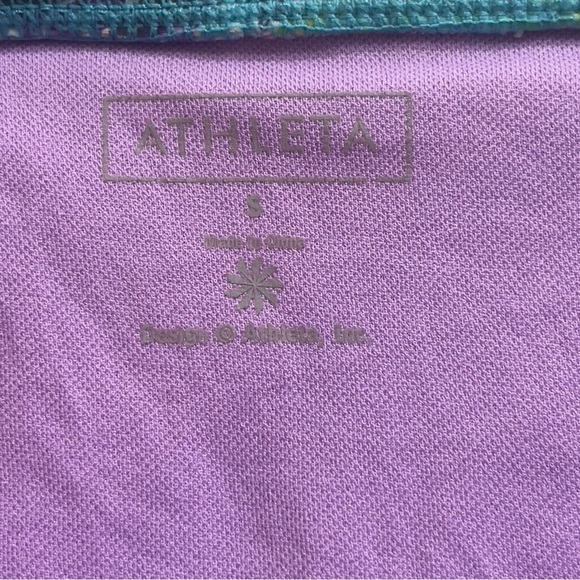 ATHLETA
S
Made In China
Design © Athleta, Inc.